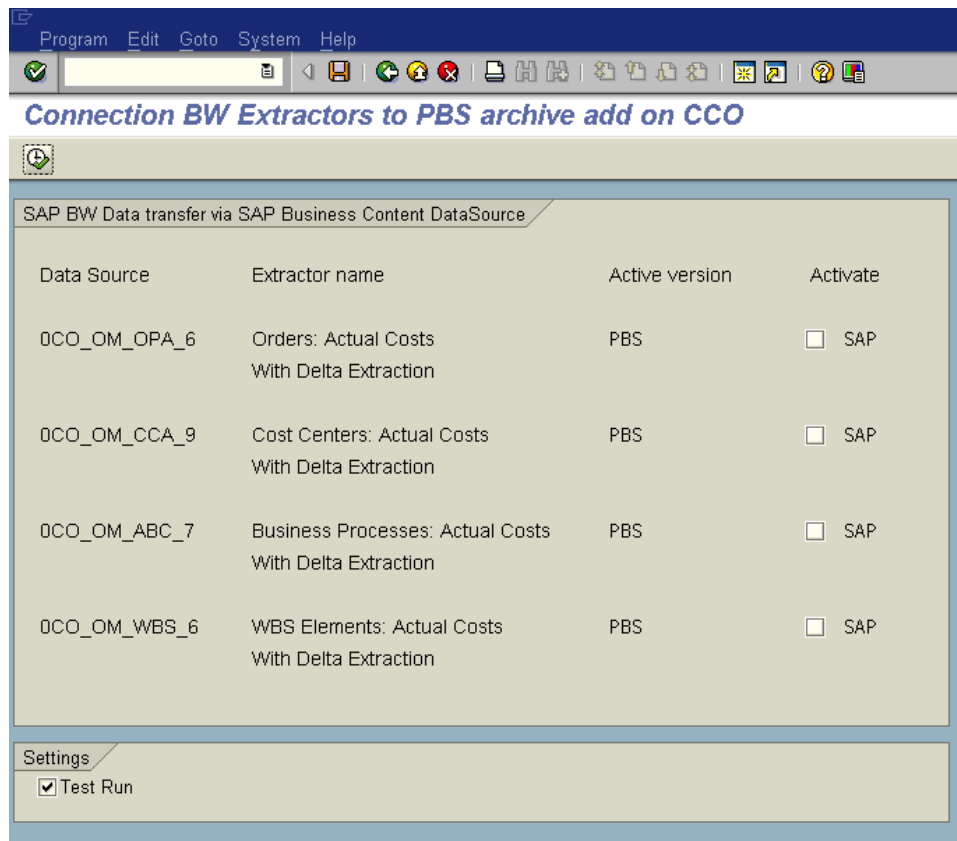 Program Edit Goto System Help
Connection BW Extractors to PBS archive add on CCO
SAP BW Data transfer via SAP Business Content DataSource
Data Source Extractor name Active version Activate
0CO_OM_OPA_6 Orders: Actual Costs PBS SAP
With Delta Extraction
0CO_OM_CCA_9 Cost Centers: Actual Costs PBS SAP
With Delta Extraction
0CO_OM_ABC_7 Business Processes: Actual Costs PBS SAP
With Delta Extraction
0CO_OM_WBS_6 WBS Elements: Actual Costs PBS SAP
With Delta Extraction
Settings
Test Run